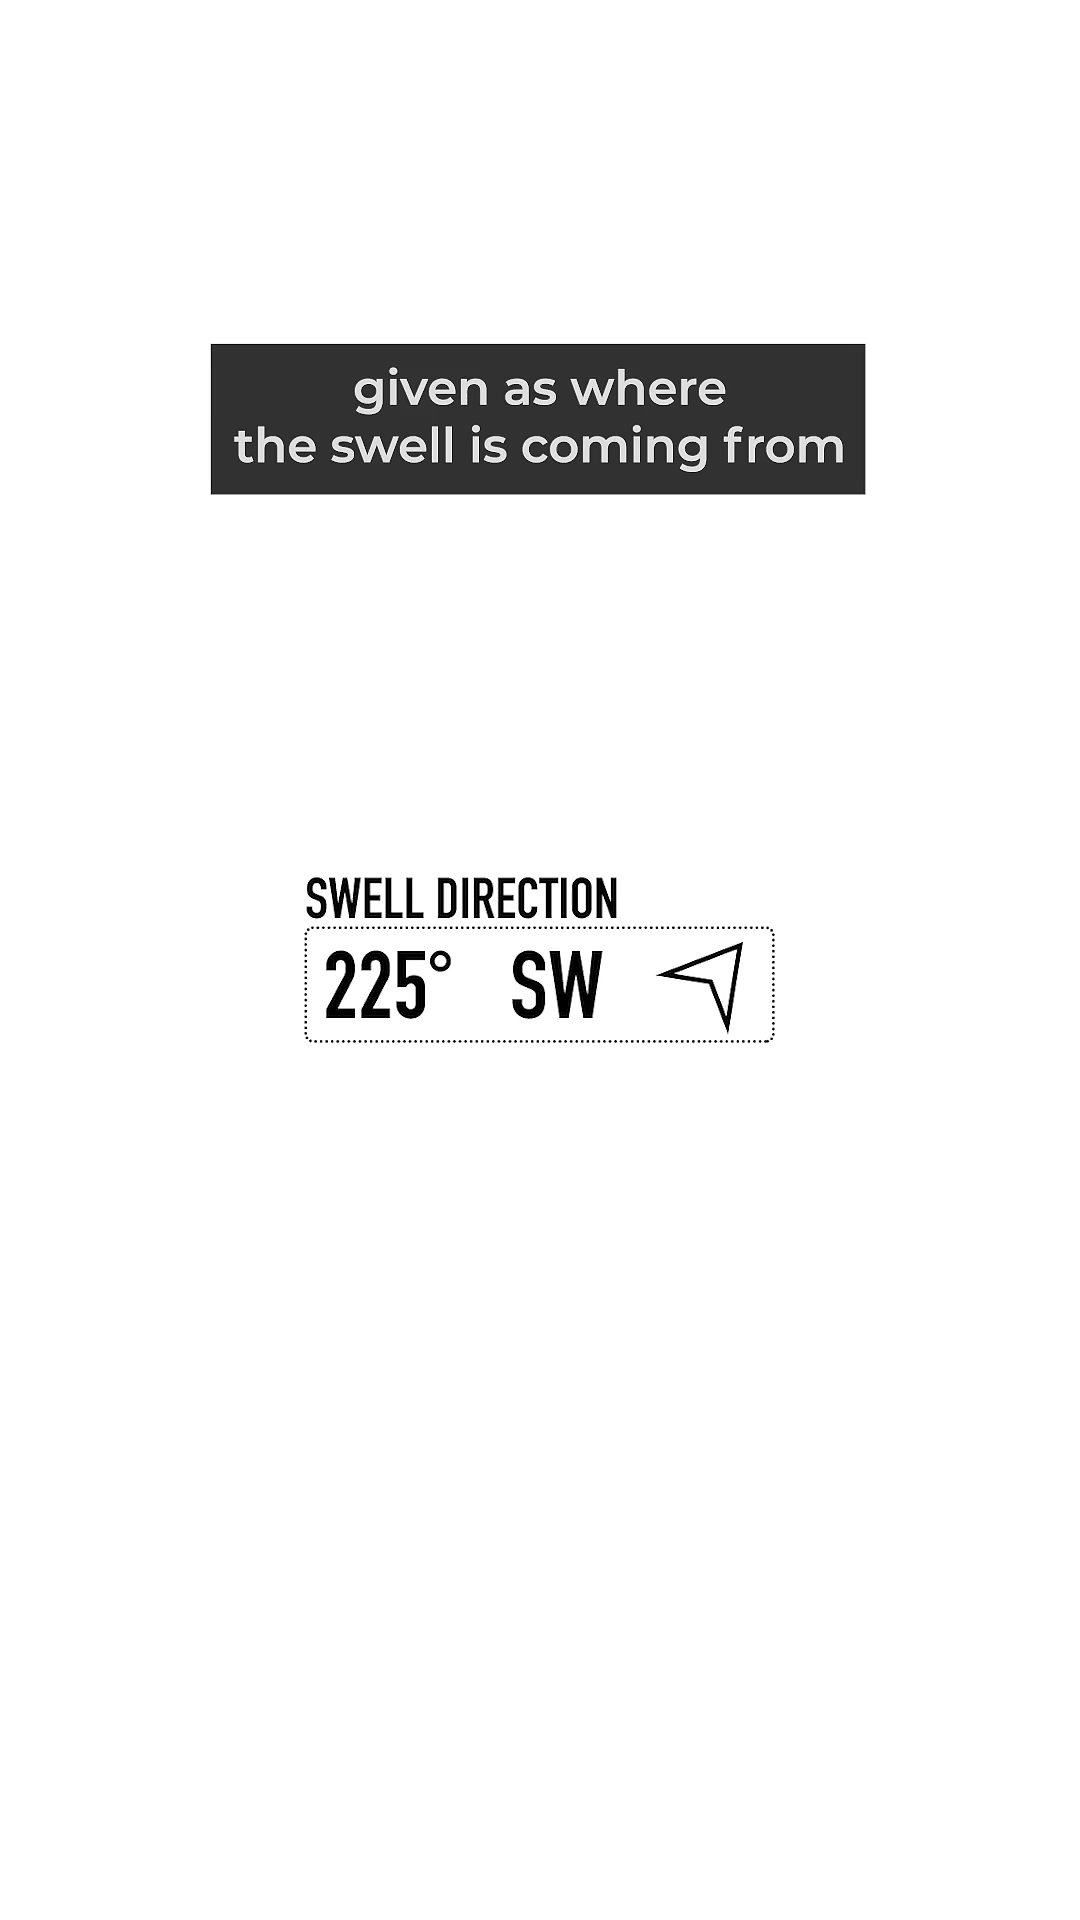 given as where
the swell is coming from
SWELL DIRECTION
225° SW